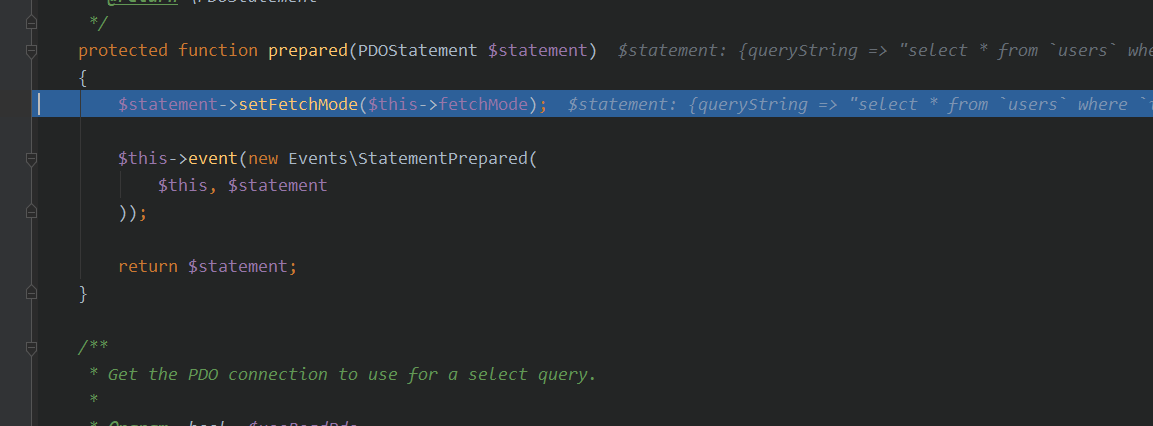 @return \PDOStatement
*/
protected function prepared(PDOStatement $statement)  $statement: {queryString => "select * from `users` whe
{
$statement->setFetchMode($this->fetchMode);  $statement: {queryString => "select * from `users` where `
$this->event(new Events\StatementPrepared(
$this, $statement
));
return $statement;
}
/**
* Get the PDO connection to use for a select query.
*
* @param  bool  $useReadPdo